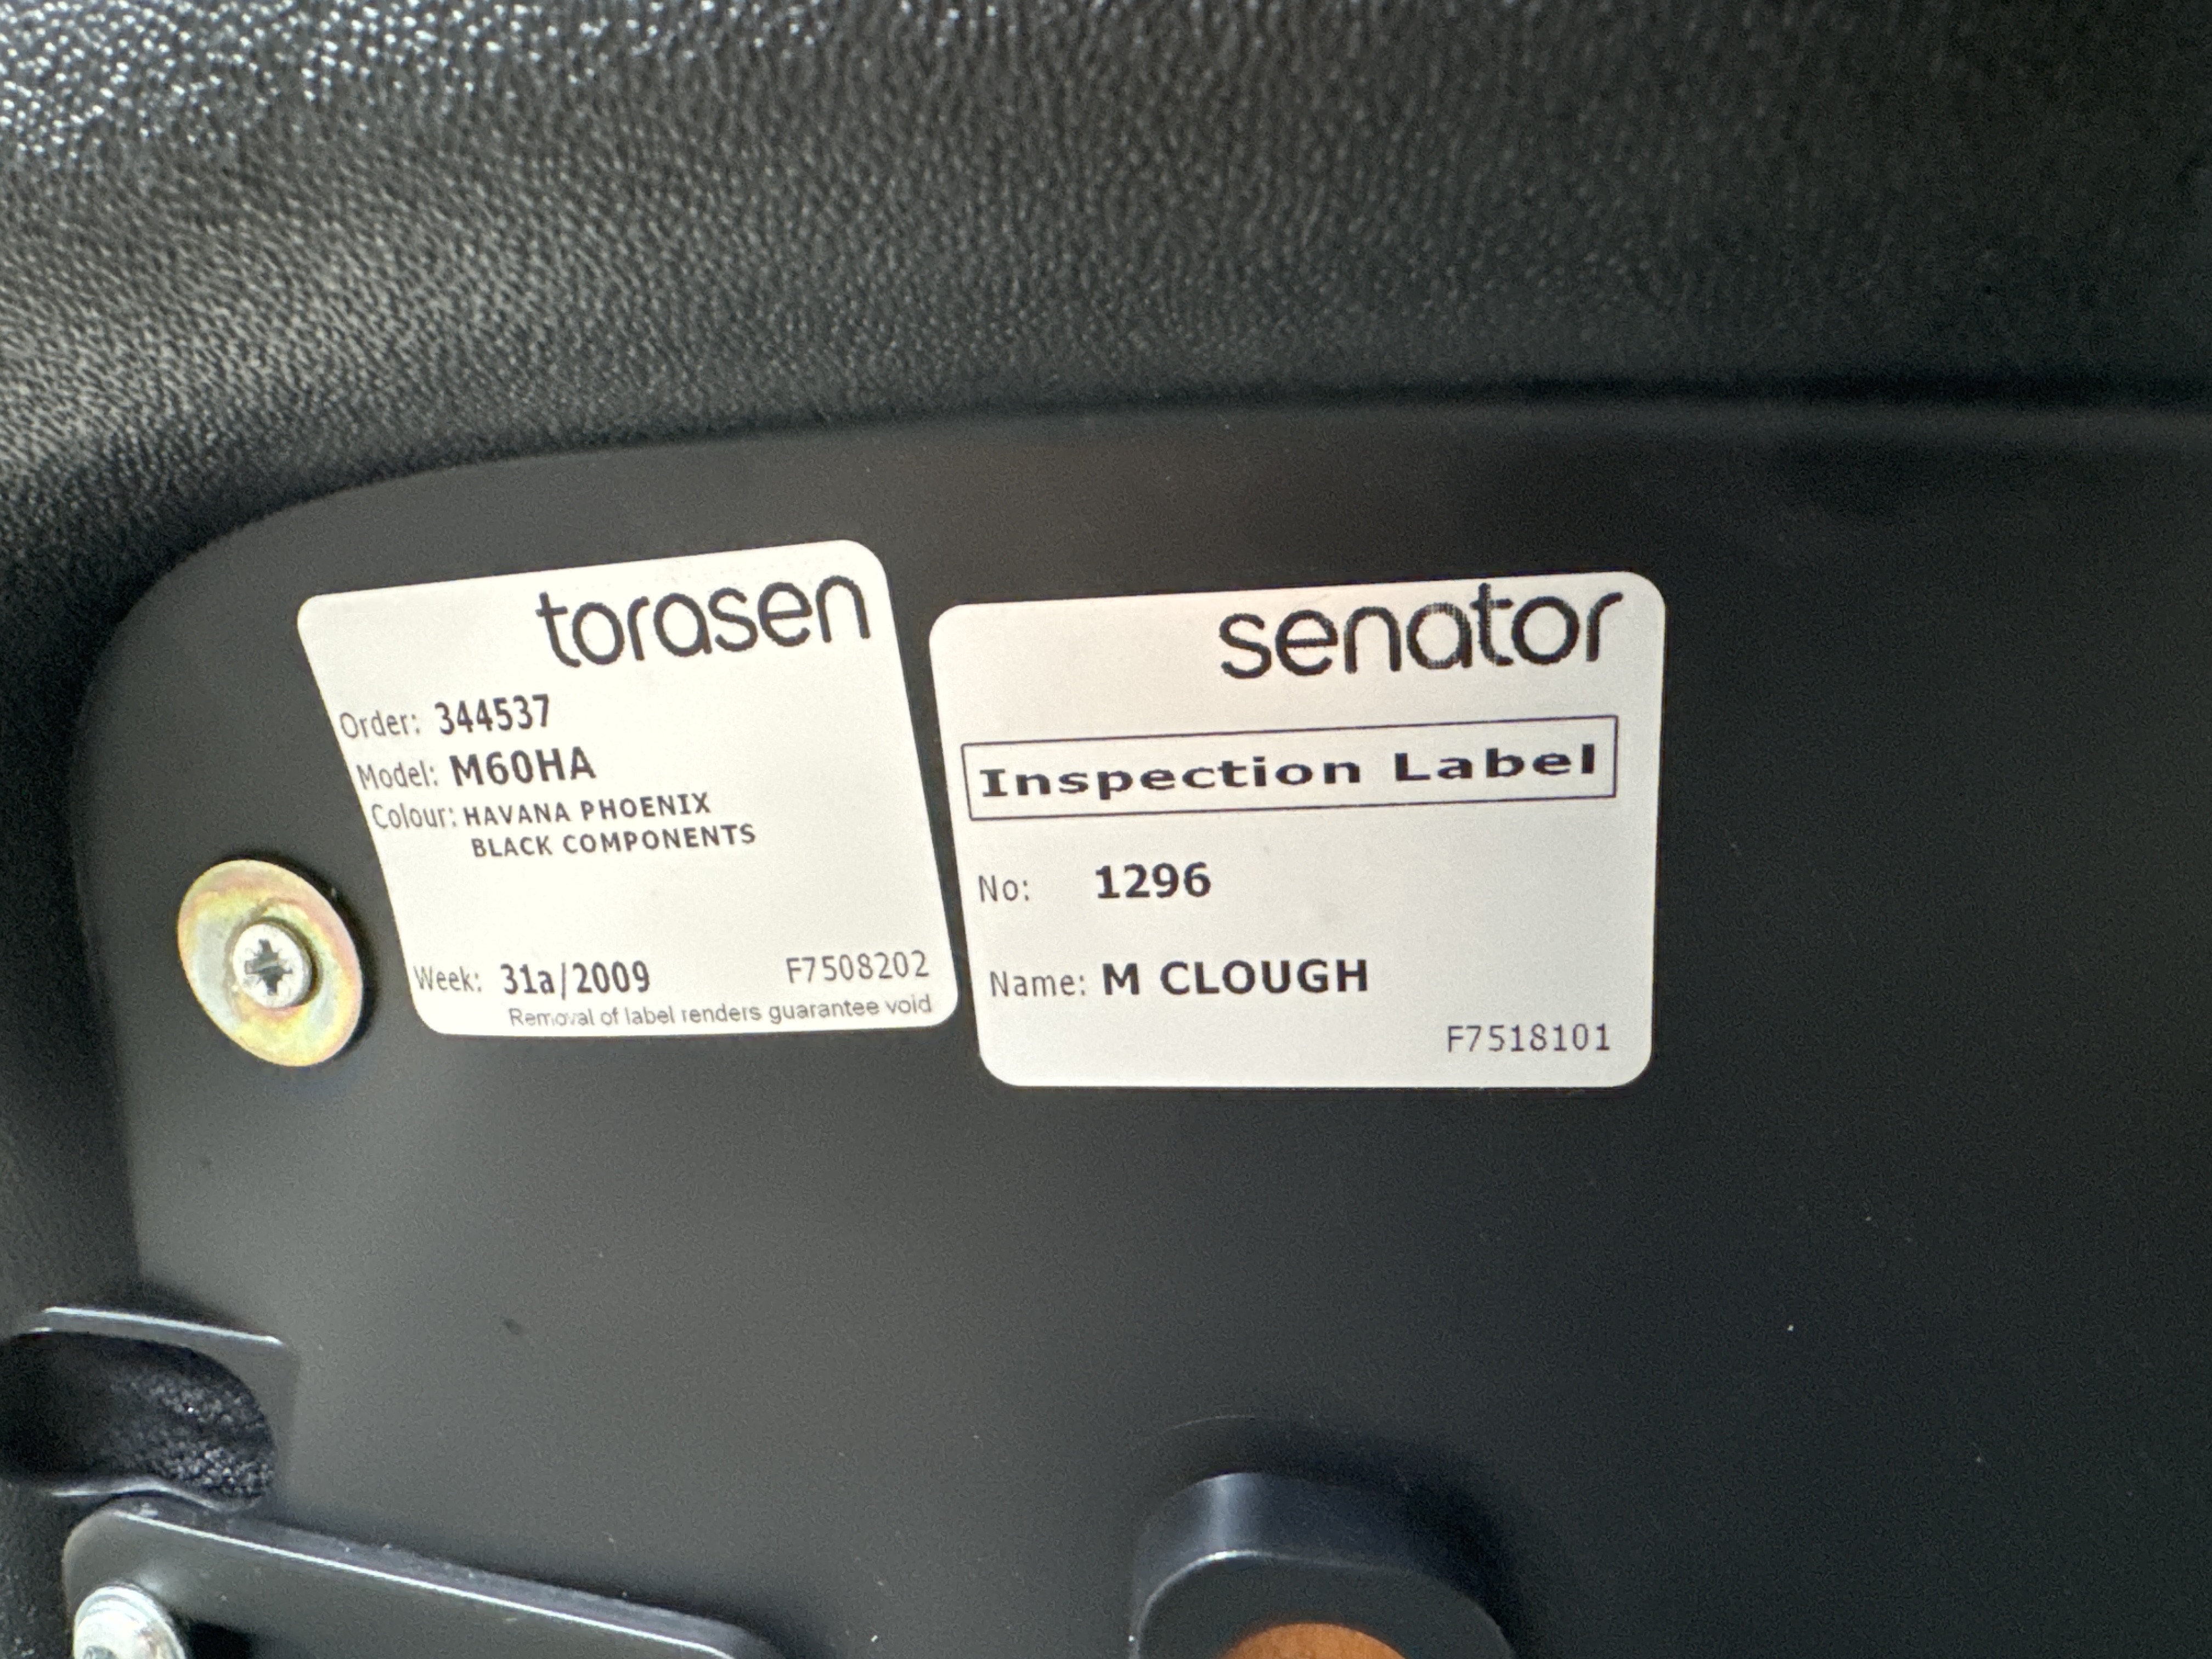 torasen
Order: 344537
Model: M60HA
Colour: HAVANA PHOENIX
BLACK COMPONENTS
Week: 31a/2009 F7508202
Removal of label renders guarantee void
senator
Inspection Label
No: 1296
Name: M CLOUGH
F7518101